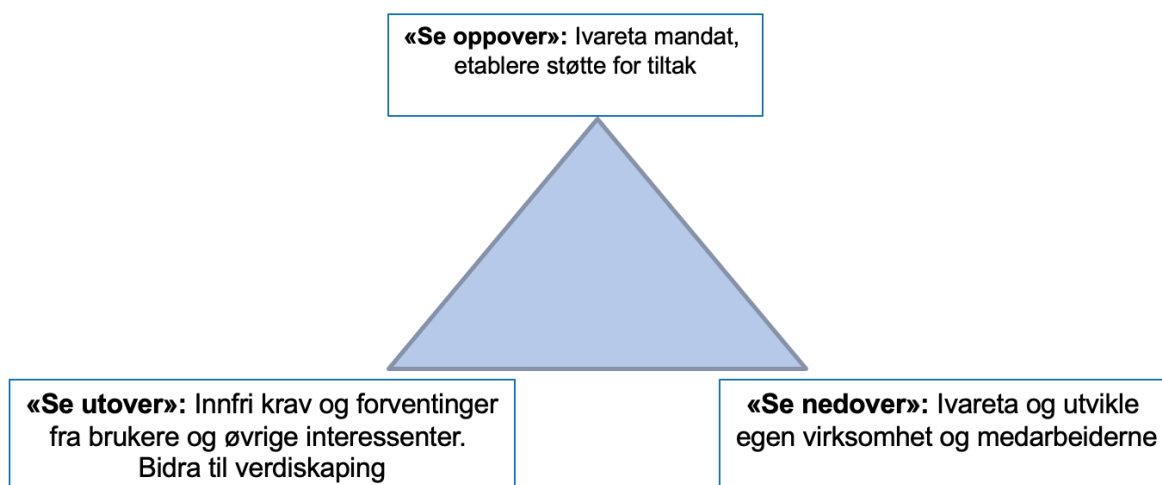 «Se oppover»: Ivareta mandat,
etablere støtte for tiltak
«Se utover»: Innfri krav og forventinger
fra brukere og øvrige interessenter.
Bidra til verdiskaping
«Se nedover»: Ivareta og utvikle
egen virksomhet og medarbeiderne